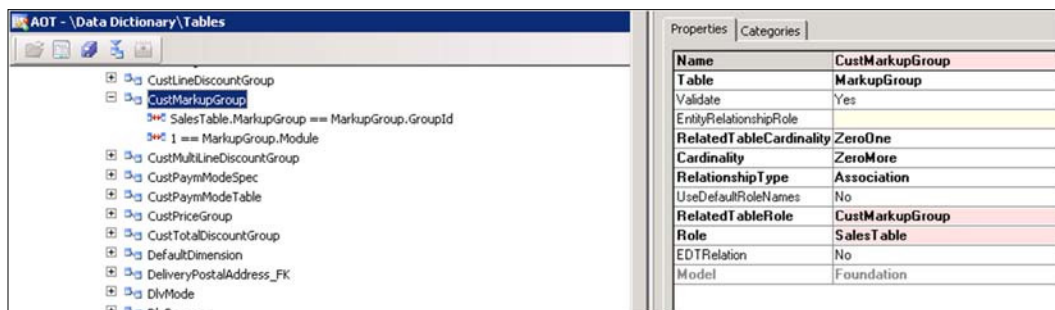 AOT - \Data Dictionary\Tables
CustLineDiscountGroup
CustMarkupGroup
SalesTable.MarkupGroup == MarkupGroup.GroupId
1 == MarkupGroup.Module
CustMultiLineDiscountGroup
CustPaymModeSpec
CustPaymModeTable
CustPriceGroup
CustTotalDiscountGroup
DefaultDimension
DeliveryPostalAddress_FK
DlvMode
Properties Categories
Name CustMarkupGroup
Table MarkupGroup
Validate Yes
EntityRelationshipRole
RelatedTableCardinality ZeroOne
Cardinality ZeroMore
RelationshipType Association
UseDefaultRoleNames No
RelatedTableRole CustMarkupGroup
Role SalesTable
EDTRelation No
Model Foundation